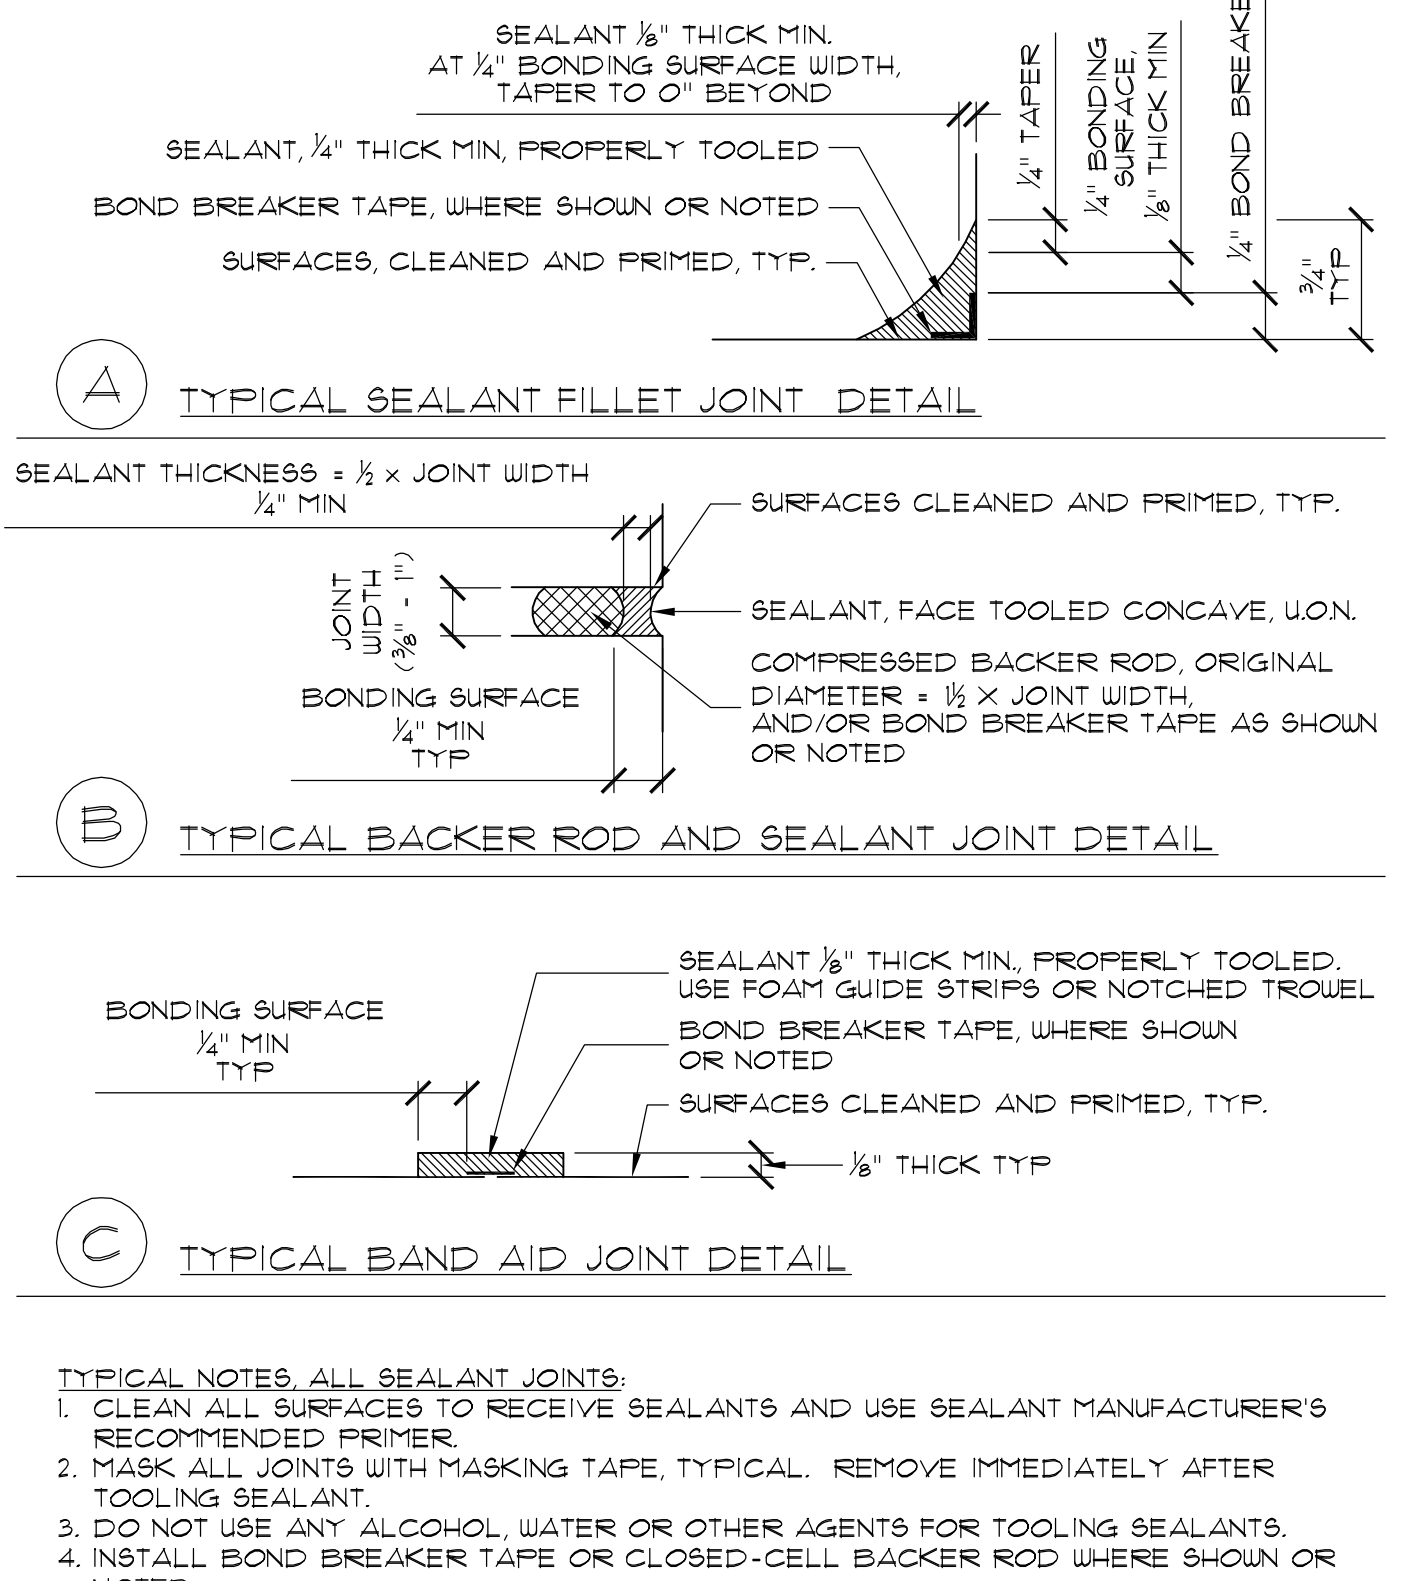 SEALANT 1/8" THICK MIN.
AT 1/4" BONDING SURFACE WIDTH,
TAPER TO 0" BEYOND
SEALANT, 1/4" THICK MIN, PROPERLY TOOLED
BOND BREAKER TAPE, WHERE SHOWN OR NOTED
SURFACES, CLEANED AND PRIMED, TYP.
1/4" TAPER
1/4" BONDING
SURFACE,
1/8" THICK MIN
1/4" BOND
3/4"
TYP
A
TYPICAL SEALANT FILLET JOINT DETAIL
SEALANT THICKNESS = 1/2 x JOINT WIDTH
1/4" MIN
JOINT
WIDTH
(3/8" - 1")
SURFACES CLEANED AND PRIMED, TYP.
SEALANT, FACE TOOLED CONCAVE, U.O.N.
COMPRESSED BACKER ROD, ORIGINAL
DIAMETER = 1 1/2 X JOINT WIDTH,
AND/OR BOND BREAKER TAPE AS SHOWN
OR NOTED
BONDING SURFACE
1/4" MIN
TYP
B
TYPICAL BACKER ROD AND SEALANT JOINT DETAIL
SEALANT 1/8" THICK MIN., PROPERLY TOOLED.
USE FOAM GUIDE STRIPS OR NOTCHED TROWEL
BOND BREAKER TAPE, WHERE SHOWN
OR NOTED
SURFACES CLEANED AND PRIMED, TYP.
1/8" THICK TYP
BONDING SURFACE
1/4" MIN
TYP
C
TYPICAL BAND AID JOINT DETAIL
TYPICAL NOTES, ALL SEALANT JOINTS:
1. CLEAN ALL SURFACES TO RECEIVE SEALANTS AND USE SEALANT MANUFACTURER'S
RECOMMENDED PRIMER.
2. MASK ALL JOINTS WITH MASKING TAPE, TYPICAL. REMOVE IMMEDIATELY AFTER
TOOLING SEALANT.
3. DO NOT USE ANY ALCOHOL, WATER OR OTHER AGENTS FOR TOOLING SEALANTS.
4. INSTALL BOND BREAKER TAPE OR CLOSED-CELL BACKER ROD WHERE SHOWN OR